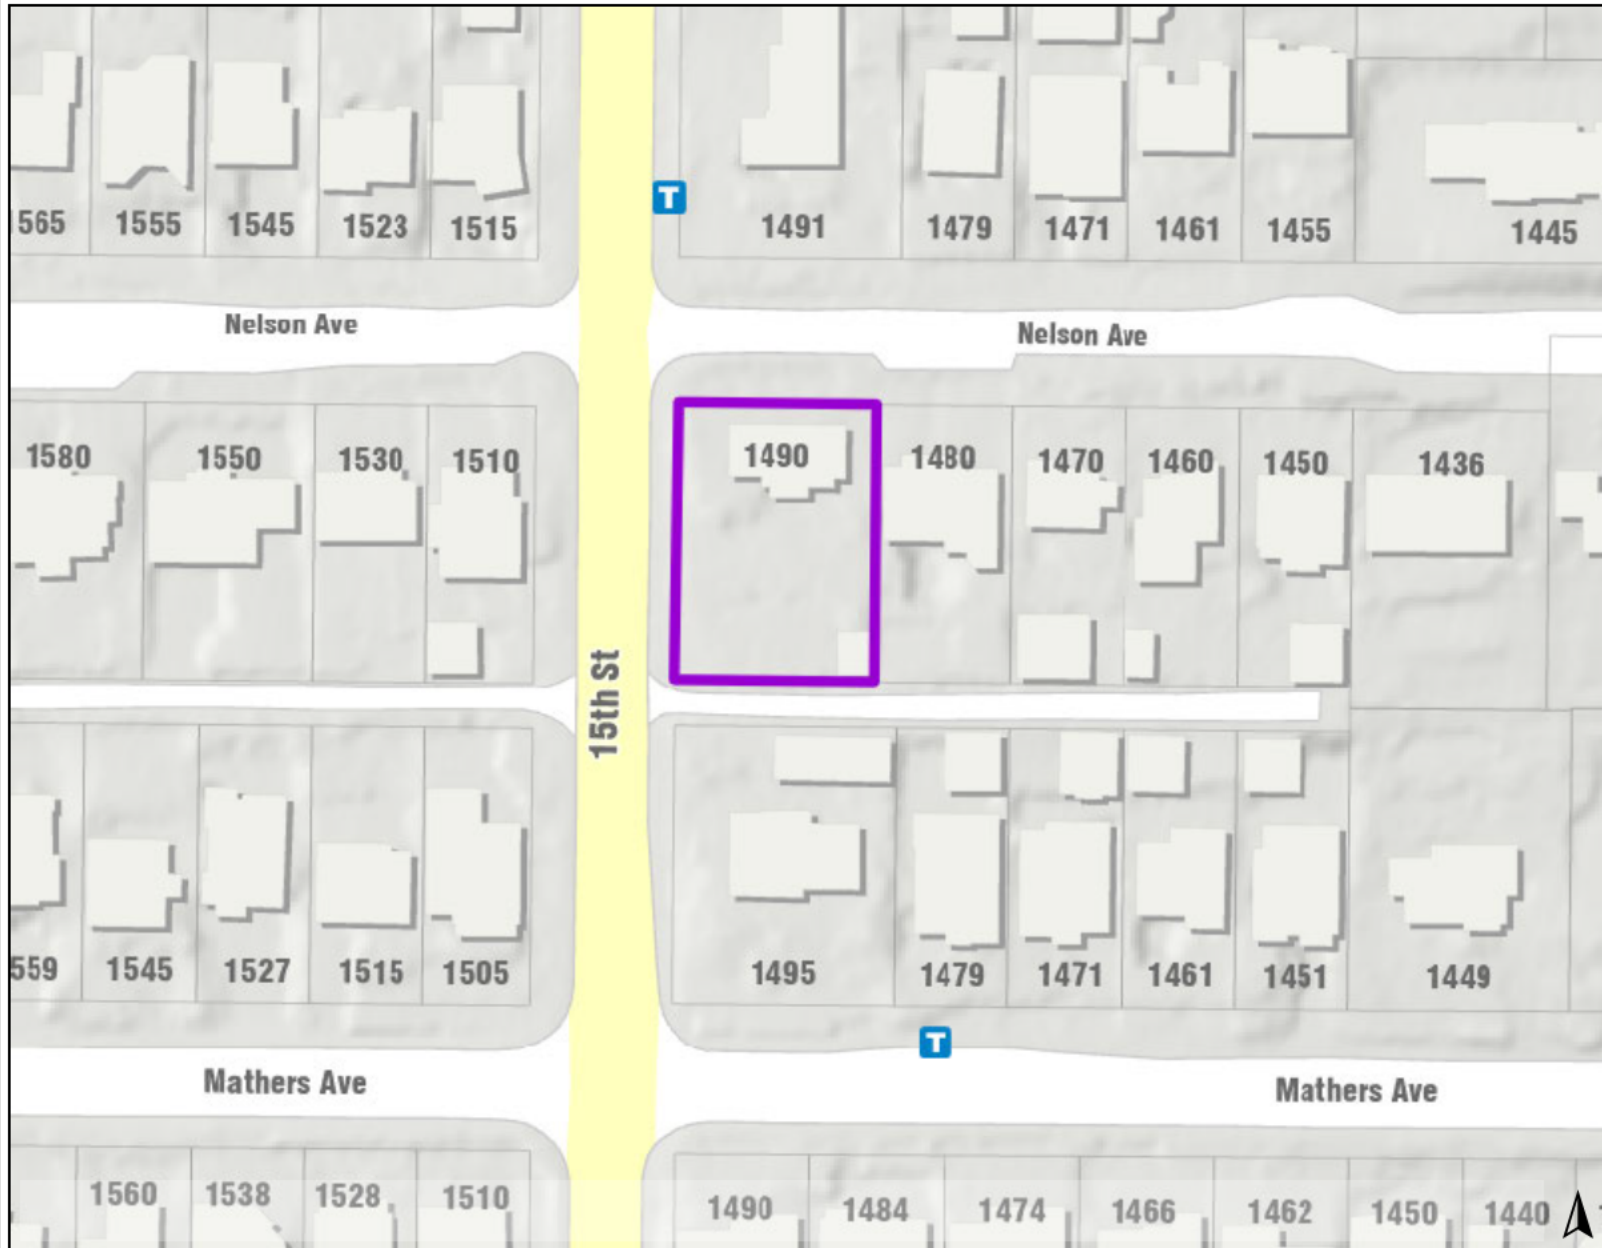 565 1555 1545 1523 1515 T 1491 1479 1471 1461 1455 1445
Nelson Ave Nelson Ave
1580 1550 1530 1510 1490 1480 1470 1460 1450 1436
15th St
559 1545 1527 1515 1505 1495 1479 1471 1461 1451 1449
T
Mathers Ave Mathers Ave
1560 1538 1528 1510 1490 1484 1474 1466 1462 1450 1440